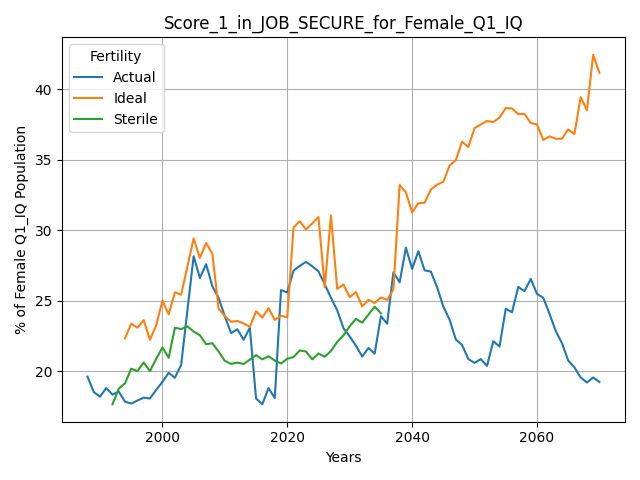 Score_1_in_JOB_SECURE_for_Female_Q1_IQ
Fertility
Actual
Ideal
Sterile
% of Female Q1_IQ Population
40
35
30
25
20
2000
2020
2040
2060
Years